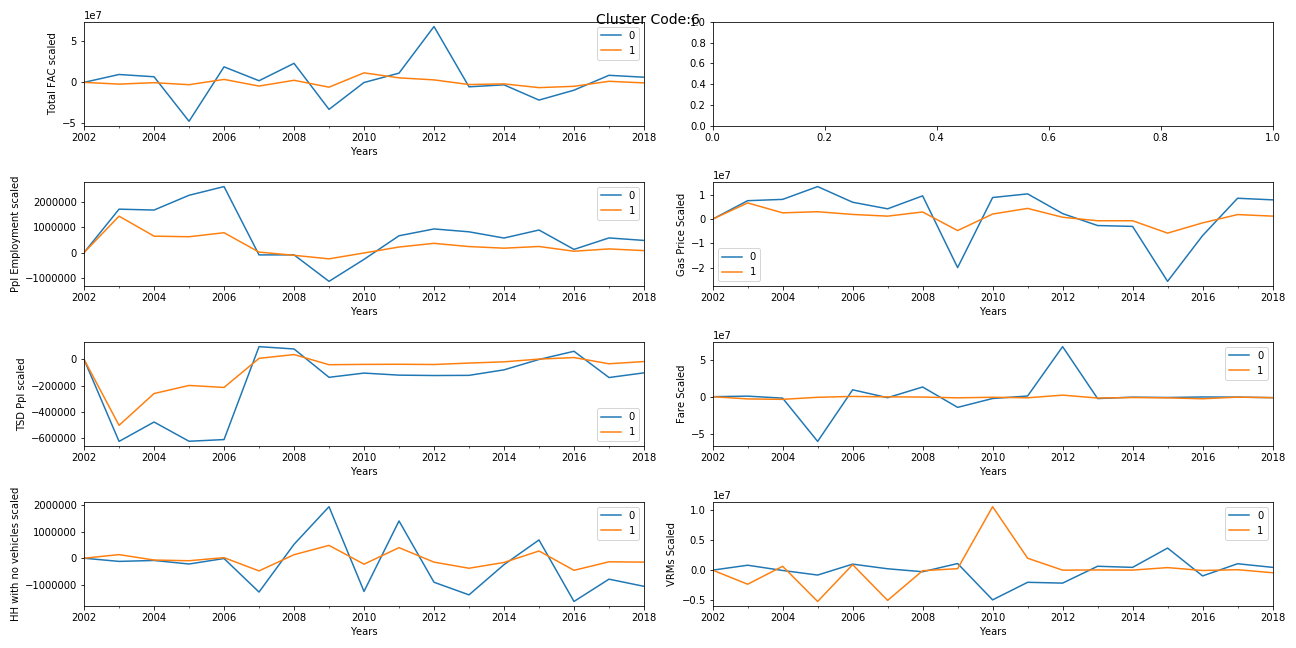 Cluster Code:6
1e7
Total FAC scaled
5
0
−5
0
1
2002 2004 2006 2008 2010 2012 2014 2016 2018
Years
1.0
0.8
0.6
0.4
0.2
0.0
0.0 0.2 0.4 0.6 0.8 1.0
Ppl Employment scaled
2000000
1000000
0
−1000000
0
1
2002 2004 2006 2008 2010 2012 2014 2016 2018
Years
1e7
Gas Price Scaled
1
0
−1
−2
0
1
2002 2004 2006 2008 2010 2012 2014 2016 2018
Years
TSD Ppl scaled
0
−200000
−400000
−600000
0
1
2002 2004 2006 2008 2010 2012 2014 2016 2018
Years
1e7
Fare Scaled
5
0
−5
0
1
2002 2004 2006 2008 2010 2012 2014 2016 2018
Years
HH with no vehicles scaled
2000000
1000000
0
−1000000
0
1
2002 2004 2006 2008 2010 2012 2014 2016 2018
Years
1e7
VRMs Scaled
1.0
0.5
0.0
−0.5
0
1
2002 2004 2006 2008 2010 2012 2014 2016 2018
Years